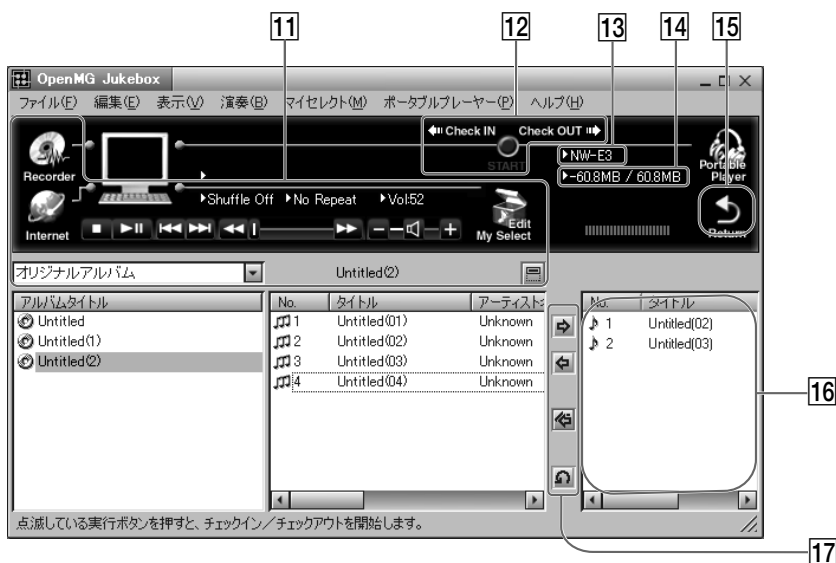 11 12 13 14 15
OpenMG Jukebox
ファイル(F) 編集(E) 表示(V) 演奏(B) マイセレクト(M) ポータブルプレーヤー(P) ヘルプ(H)
Check IN Check OUT
START
NW-E3
Recorder
Portable Player
-60.8MB / 60.8MB
Shuffle Off No Repeat Vol:52
Internet
Edit
My Select
Return
オリジナルアルバム Untitled(2)
アルバムタイトル No. タイトル アーティスト No. タイトル
Untitled 1 Untitled(01) Unknown 1 Untitled(02)
Untitled(1) 2 Untitled(02) Unknown 2 Untitled(03)
Untitled(2) 3 Untitled(03) Unknown
4 Untitled(04) Unknown
16
点滅している実行ボタンを押すと、チェックイン／チェックアウトを開始します。
17